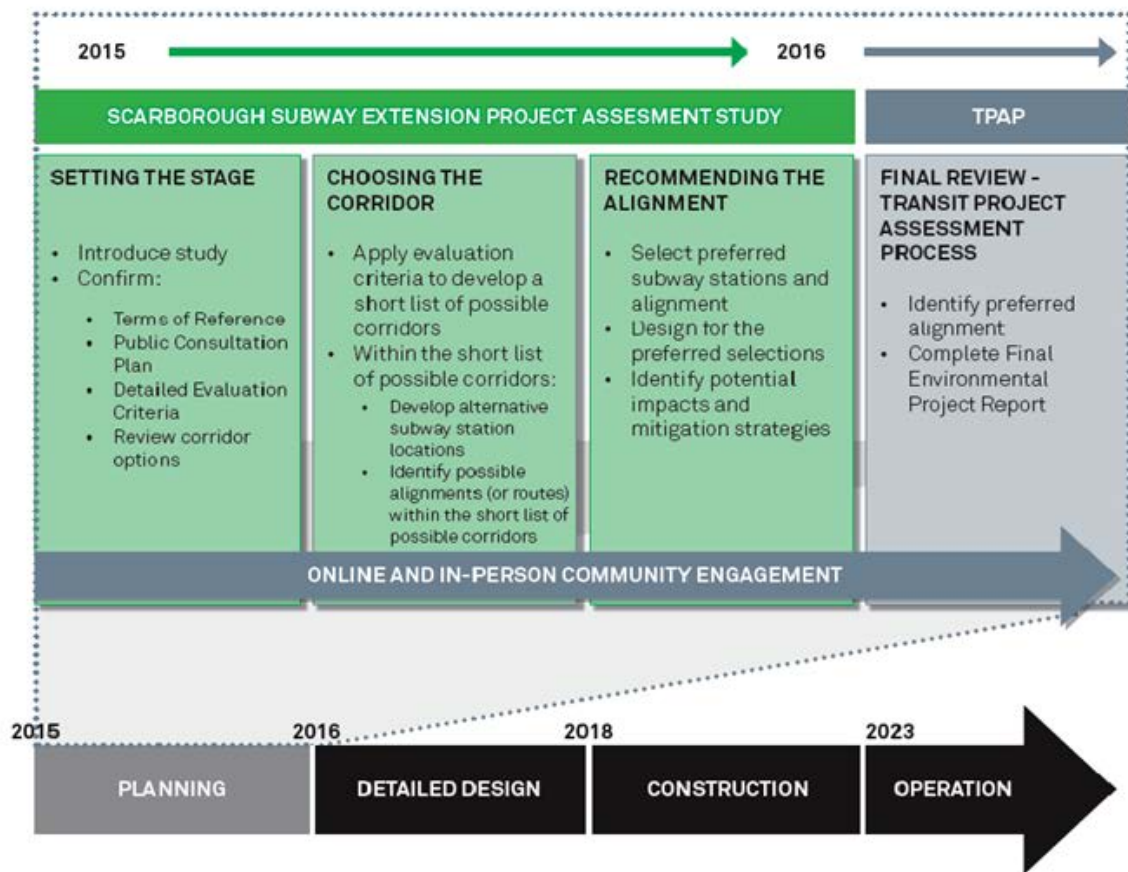 2015
2016
SCARBOROUGH SUBWAY EXTENSION PROJECT ASSESMENT STUDY
TPAP
SETTING THE STAGE
• Introduce study
• Confirm:
• Terms of Reference
• Public Consultation
Plan
• Detailed Evaluation
Criteria
• Review corridor
options
CHOOSING THE
CORRIDOR
• Apply evaluation
criteria to develop a
short list of possible
corridors
• Within the short list
of possible corridors:
• Develop alternative
subway station
locations
• Identify possible
alignments (or routes)
within the short list of
possible corridors
RECOMMENDING THE
ALIGNMENT
• Select preferred
subway stations and
alignment
• Design for the
preferred selections
• Identify potential
impacts and
mitigation strategies
FINAL REVIEW -
TRANSIT PROJECT
ASSESSMENT
PROCESS
• Identify preferred
alignment
• Complete Final
Environmental
Project Report
ONLINE AND IN-PERSON COMMUNITY ENGAGEMENT
2015
2016
2018
2023
PLANNING
DETAILED DESIGN
CONSTRUCTION
OPERATION